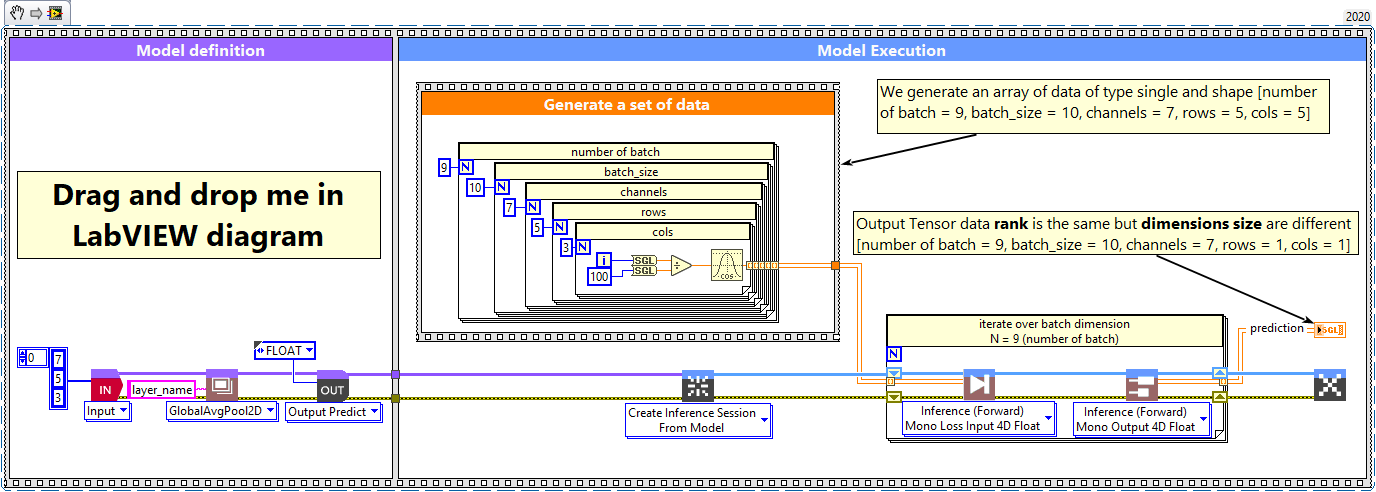 2020
Model definition
Model Execution
Generate a set of data
We generate an array of data of type single and shape [number
of batch = 9, batch_size = 10, channels = 7, rows = 5, cols = 5]
number of batch
9
N
batch_size
10
N
channels
7
N
rows
5
N
cols
3
N
i
SGL
100
SGL
÷
COS
Drag and drop me in
LabVIEW diagram
Output Tensor data rank is the same but dimensions size are different
[number of batch = 9, batch_size = 10, channels = 7, rows = 1, cols = 1]
iterate over batch dimension
N = 9 (number of batch)
N
prediction
SGL
0
7
5
3
FLOAT
IN
layer_name
OUT
Input
GlobalAvgPool2D
Output Predict
Create Inference Session
From Model
Inference (Forward)
Mono Loss Input 4D Float
Inference (Forward)
Mono Output 4D Float